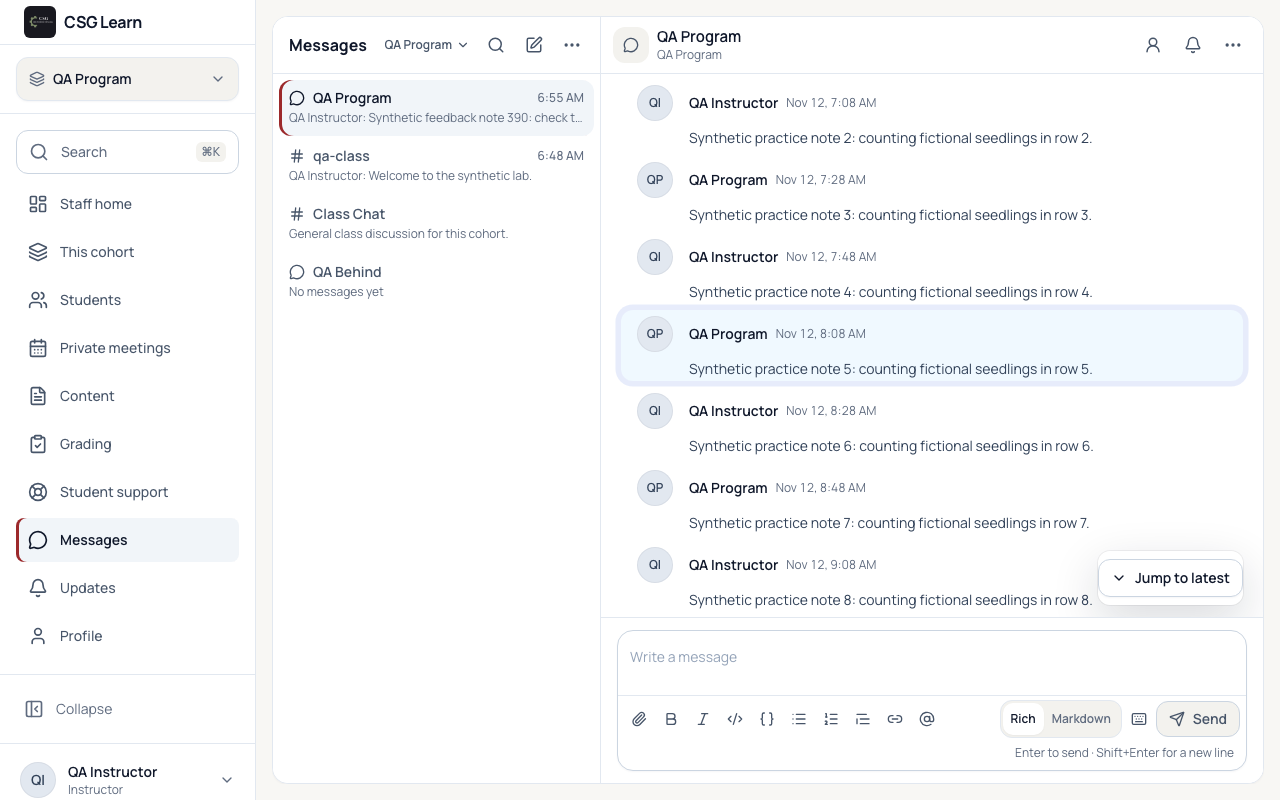 CSG Learn
QA Program
Search ⌘K
Staff home
This cohort
Students
Private meetings
Content
Grading
Student support
Messages
Updates
Profile
Collapse
QI
QA Instructor
Instructor
Messages QA Program
QA Program 6:55 AM
QA Instructor: Synthetic feedback note 390: check t...
qa-class 6:48 AM
QA Instructor: Welcome to the synthetic lab.
Class Chat
General class discussion for this cohort.
QA Behind
No messages yet
QA Program
QA Program
QI QA Instructor Nov 12, 7:08 AM
Synthetic practice note 2: counting fictional seedlings in row 2.
QP QA Program Nov 12, 7:28 AM
Synthetic practice note 3: counting fictional seedlings in row 3.
QI QA Instructor Nov 12, 7:48 AM
Synthetic practice note 4: counting fictional seedlings in row 4.
QP QA Program Nov 12, 8:08 AM
Synthetic practice note 5: counting fictional seedlings in row 5.
QI QA Instructor Nov 12, 8:28 AM
Synthetic practice note 6: counting fictional seedlings in row 6.
QP QA Program Nov 12, 8:48 AM
Synthetic practice note 7: counting fictional seedlings in row 7.
QI QA Instructor Nov 12, 9:08 AM
Synthetic practice note 8: counting fictional seedlings in row 8.
Jump to latest
Write a message
Rich Markdown Send
Enter to send · Shift+Enter for a new line